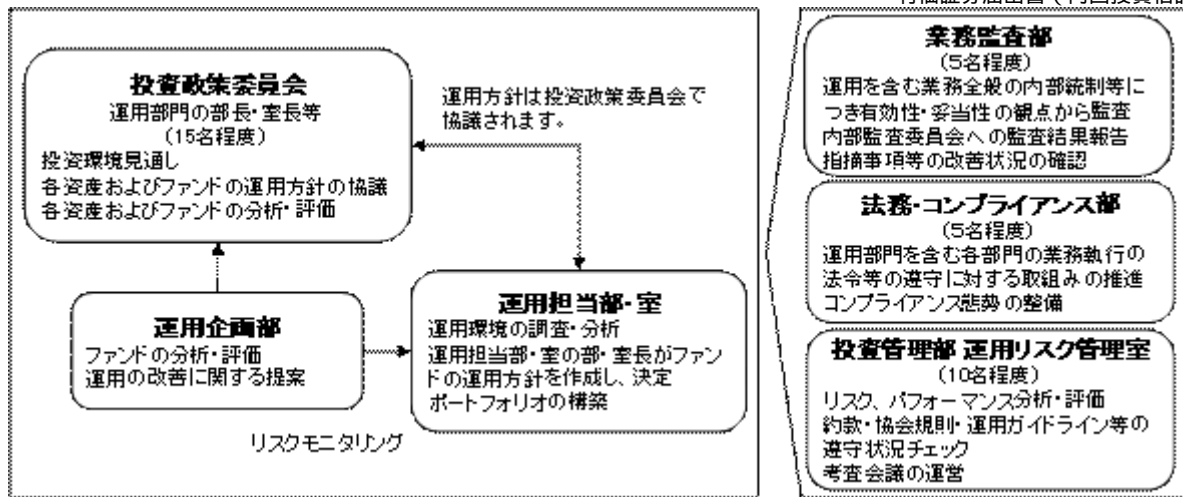 投資政策委員会
運用部門の部長・室長等
(15名程度)
投資環境見通し
各資産およびファンドの運用方針の協議
各資産およびファンドの分析・評価
運用方針は投資政策委員会で
協議されます。
運用企画部
ファンドの分析・評価
運用の改善に関する提案
運用担当部・室
運用環境の調査・分析
運用担当部・室の部・室長がファン
ドの運用方針を作成し、決定
ポートフォリオの構築
リスクモニタリング
業務監査部
(5名程度)
運用を含む業務全般の内部統制等に
つき有効性・妥当性の観点から監査
内部監査委員会への監査結果報告
指摘事項等の改善状況の確認
法務・コンプライアンス部
(5名程度)
運用部門を含む各部門の業務執行の
法令等の遵守に対する取組みの推進
コンプライアンス態勢の整備
投資管理部 運用リスク管理室
(10名程度)
リスク、パフォーマンス分析・評価
約款・協会規則・運用ガイドライン等の
遵守状況チェック
考査会議の運営